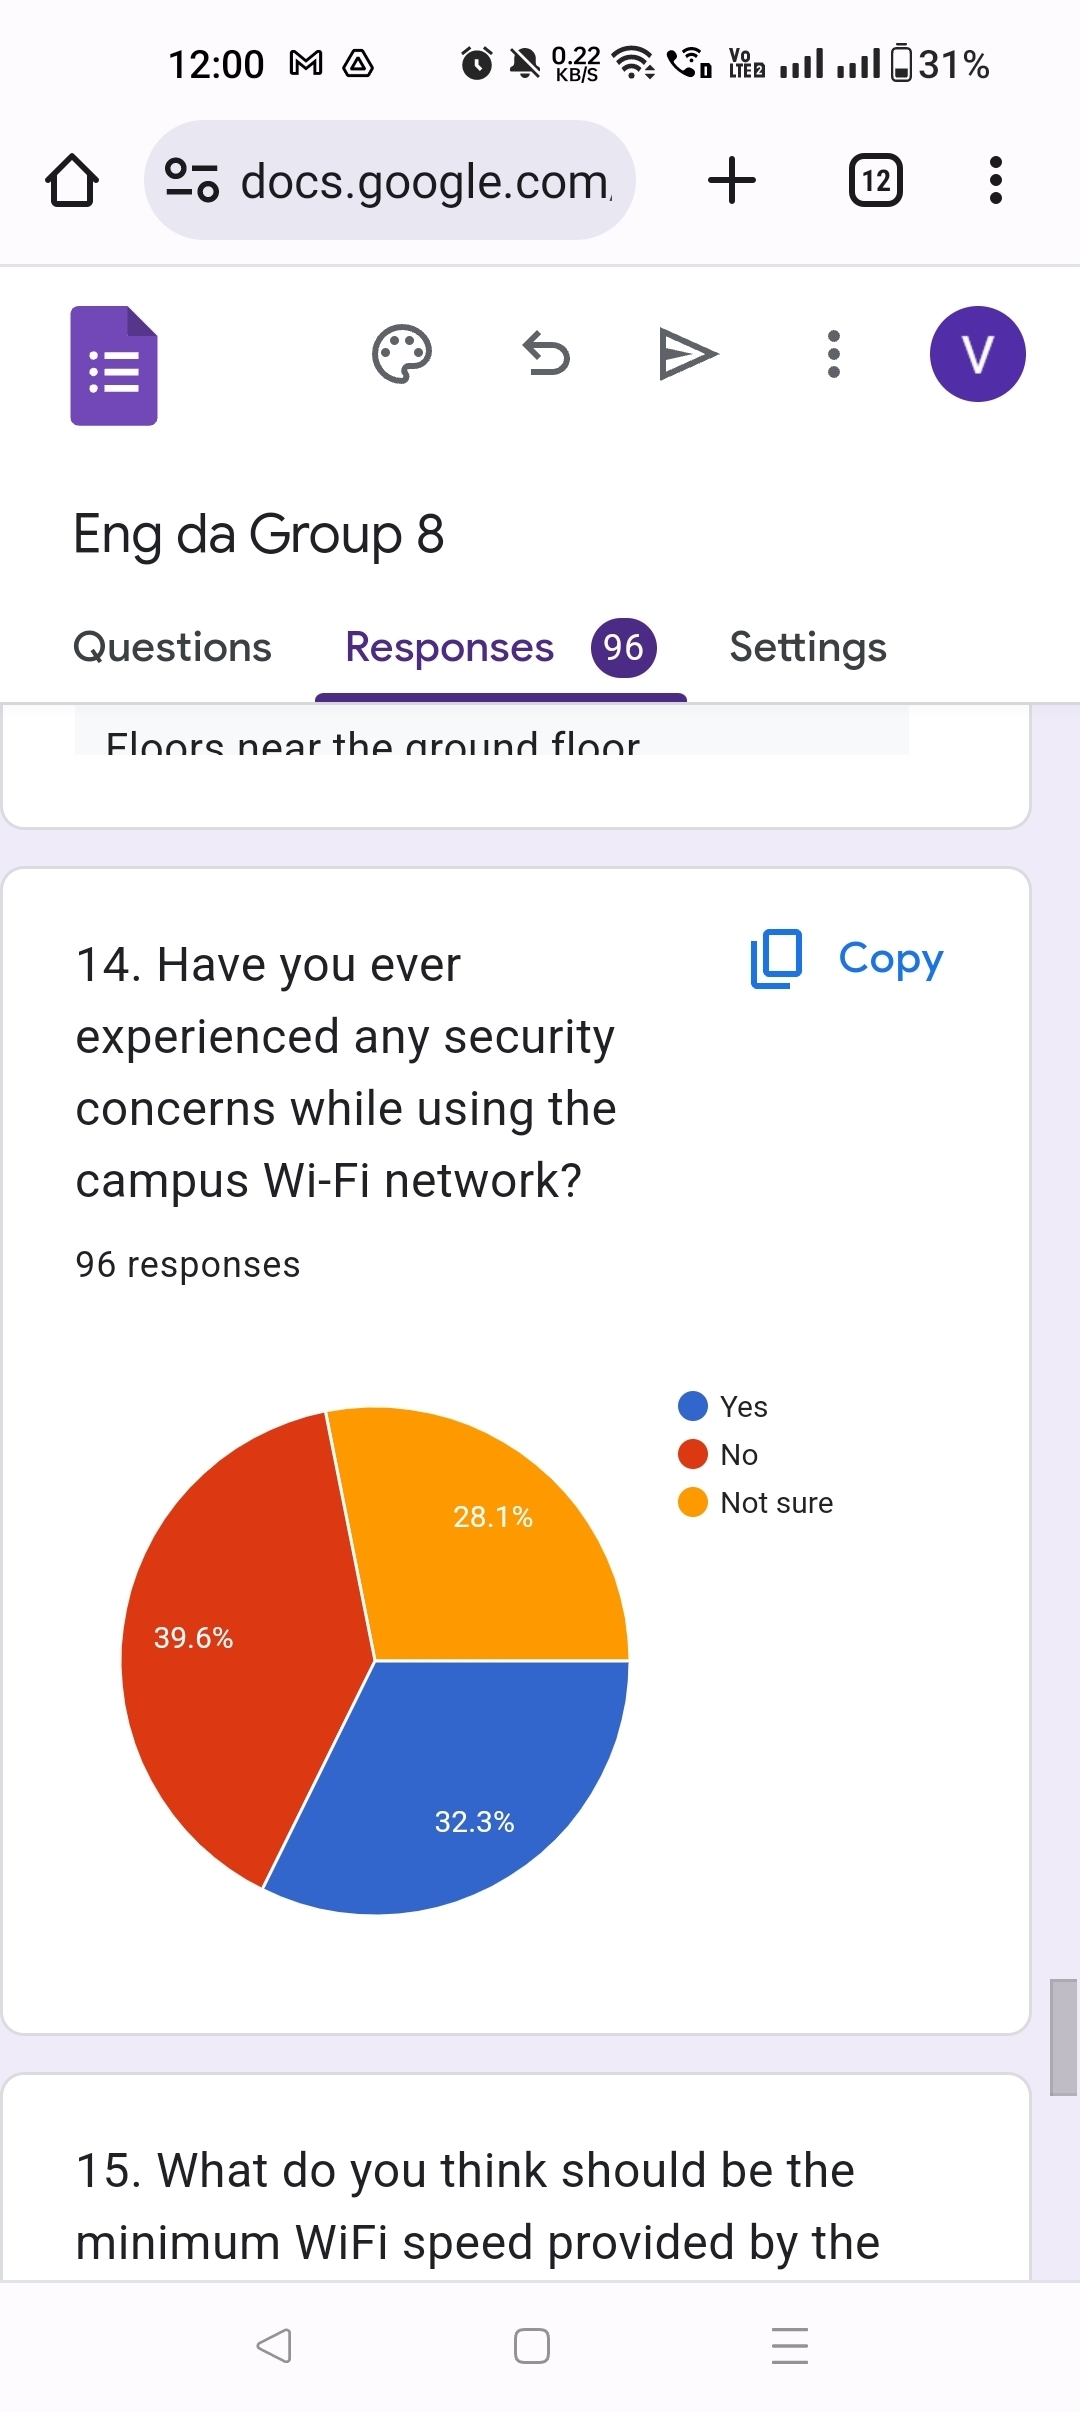 12:00 0.22 KB/S Vo LTE2 31%
docs.google.com/ 12
V
Eng da Group 8
Questions Responses 96 Settings
Floors near the ground floor
14. Have you ever Copy
experienced any security
concerns while using the
campus Wi-Fi network?
96 responses
Yes
No
Not sure
28.1%
39.6%
32.3%
15. What do you think should be the
minimum WiFi speed provided by the